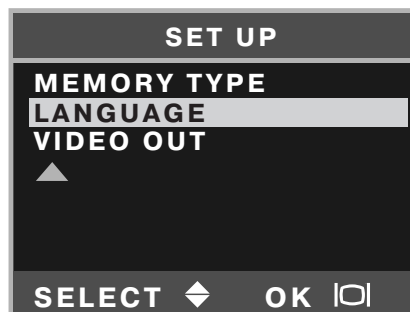 SET UP
MEMORY TYPE
LANGUAGE
VIDEO OUT
SELECT OK